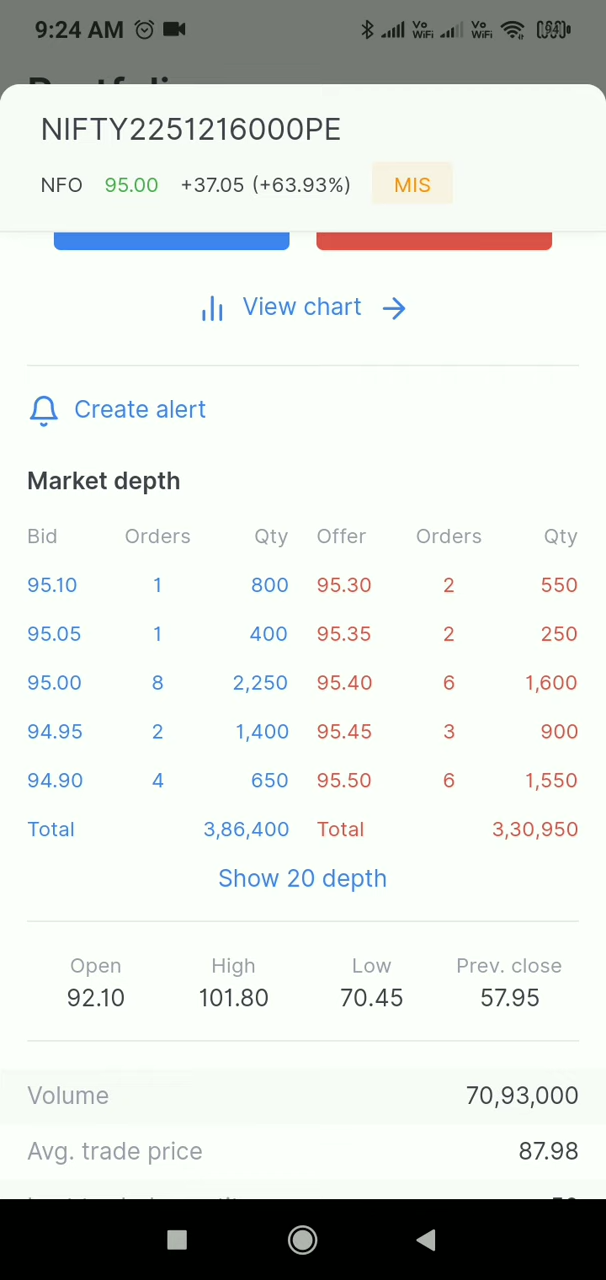 9:24 AM Vo WiFi Vo WiFi 64
NIFTY2251216000PE
NFO 95.00 +37.05 (+63.93%) MIS
View chart
Create alert
Market depth
Bid Orders Qty Offer Orders Qty
95.10 1 800 95.30 2 550
95.05 1 400 95.35 2 250
95.00 8 2,250 95.40 6 1,600
94.95 2 1,400 95.45 3 900
94.90 4 650 95.50 6 1,550
Total 3,86,400 Total 3,30,950
Show 20 depth
Open High Low Prev. close
92.10 101.80 70.45 57.95
Volume 70,93,000
Avg. trade price 87.98